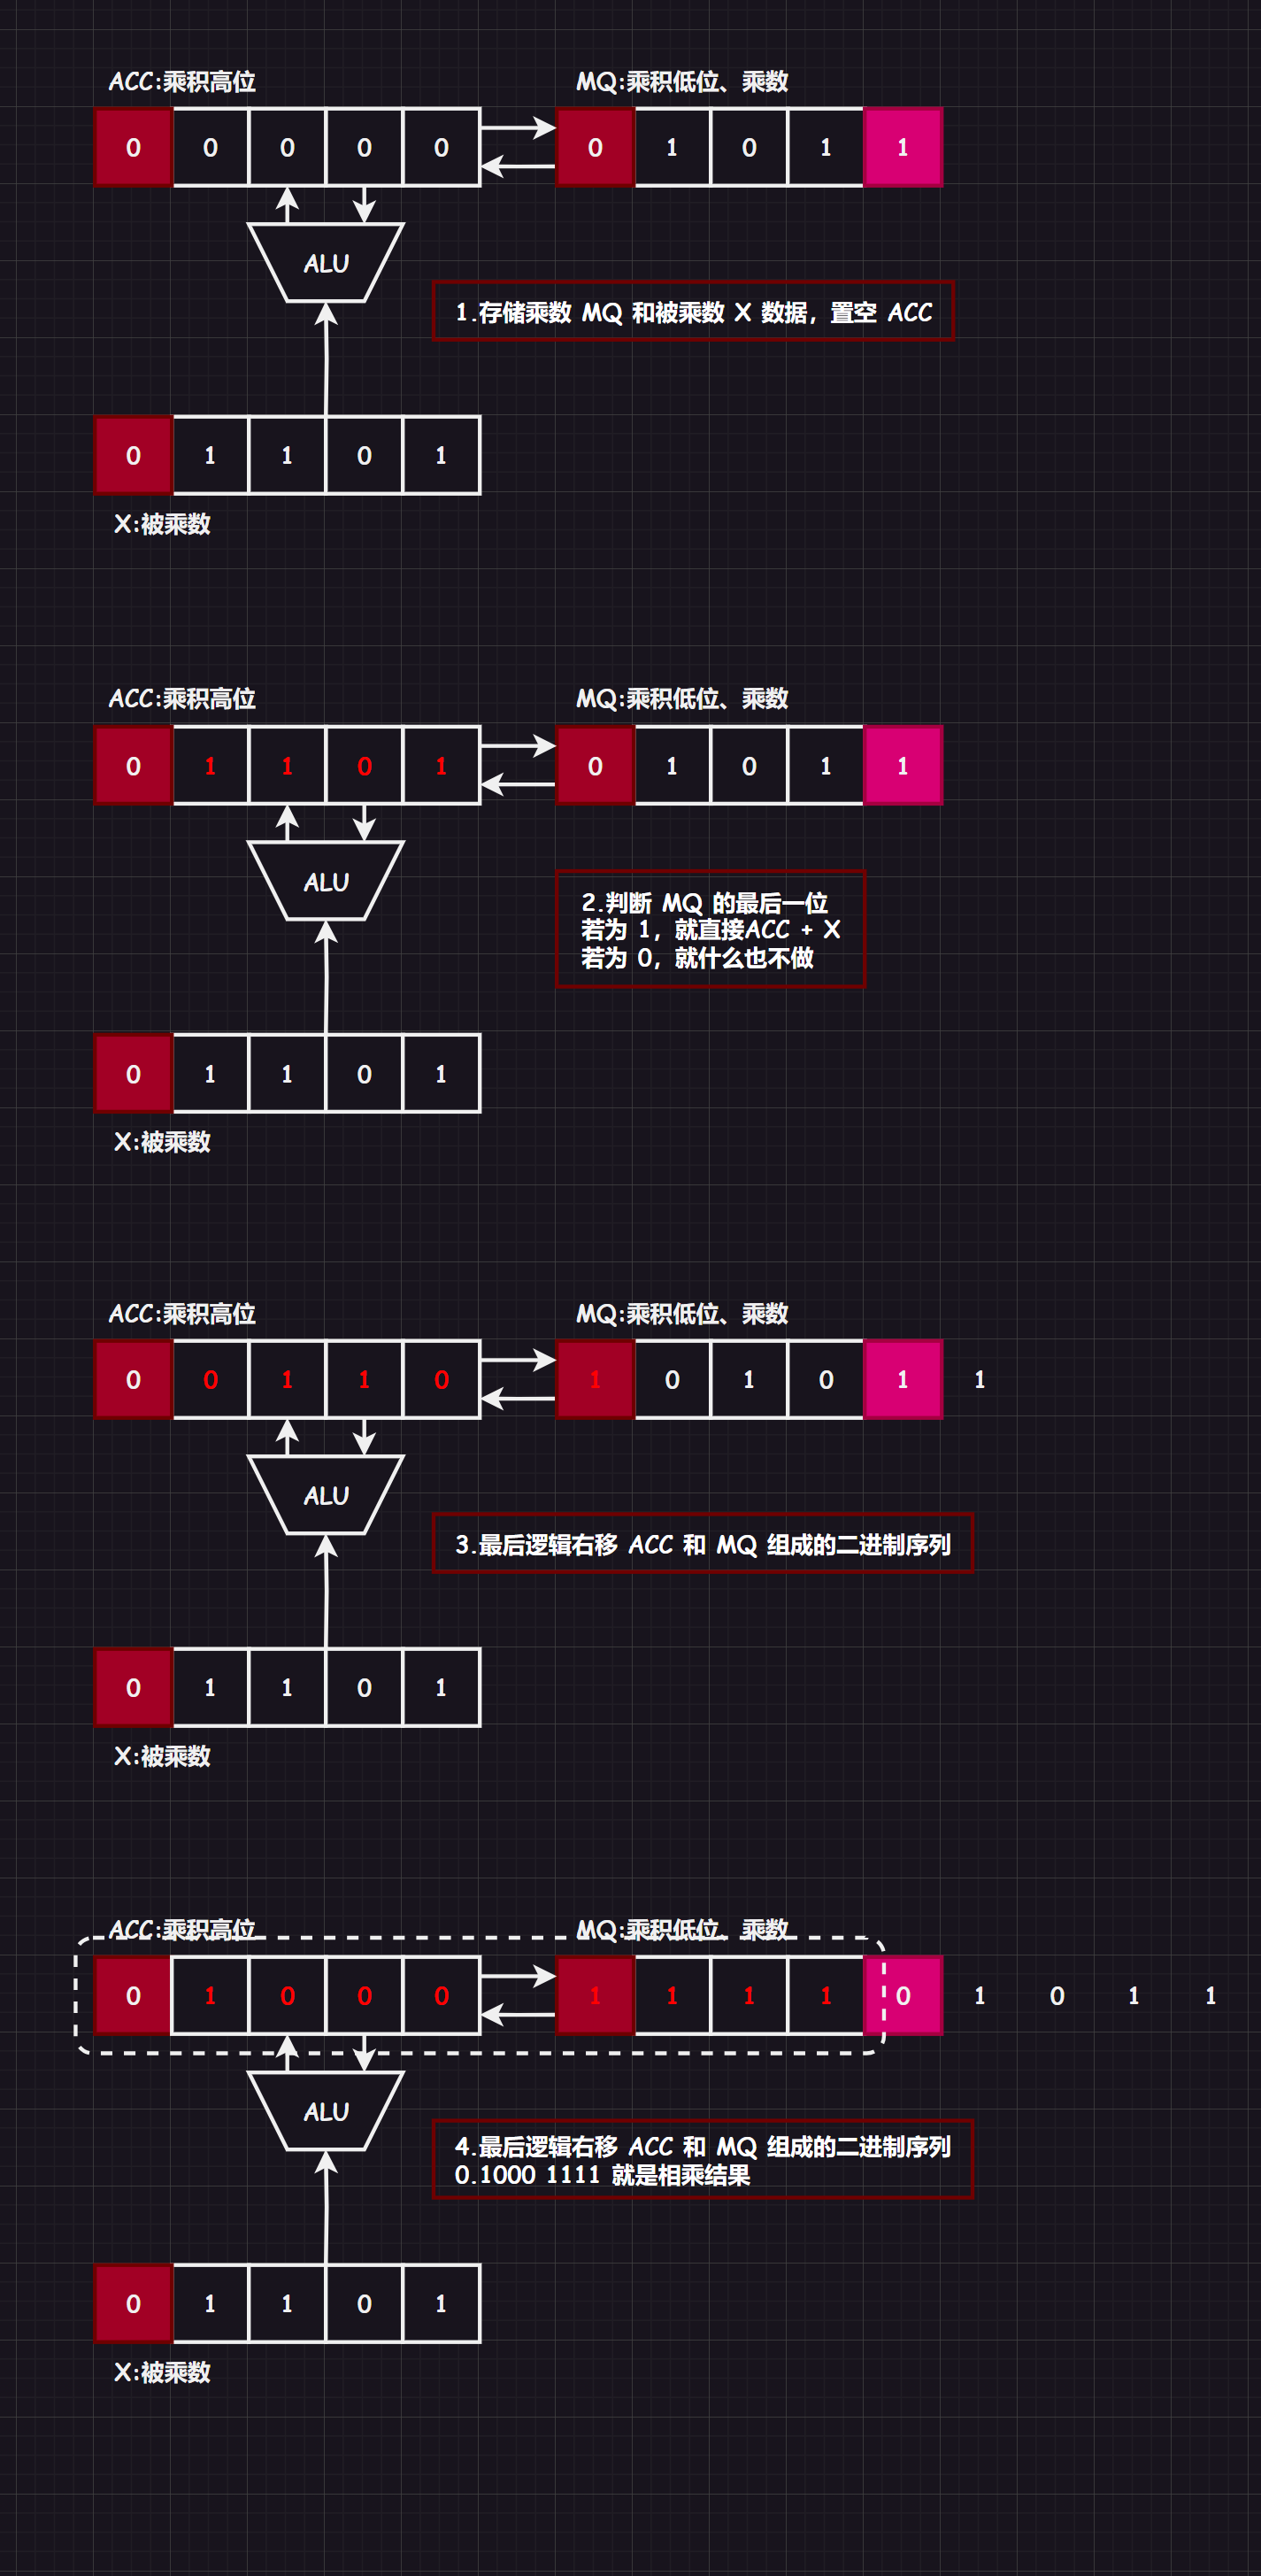 ACC:乘积高位
MQ:乘积低位、乘数
0 0 0 0 0
0 1 0 1 1
ALU
1.存储乘数 MQ 和被乘数 X 数据，置空 ACC
0 1 1 0 1
X:被乘数
ACC:乘积高位
MQ:乘积低位、乘数
0 1 1 0 1
0 1 0 1 1
ALU
2.判断 MQ 的最后一位
若为 1，就直接ACC + X
若为 0，就什么也不做
0 1 1 0 1
X:被乘数
ACC:乘积高位
MQ:乘积低位、乘数
0 0 1 1 0
1 0 1 0 1 1
ALU
3.最后逻辑右移 ACC 和 MQ 组成的二进制序列
0 1 1 0 1
X:被乘数
ACC:乘积高位
MQ:乘积低位、乘数
0 1 0 0 0
1 1 1 1 0 1 0 1 1
ALU
4.最后逻辑右移 ACC 和 MQ 组成的二进制序列
0.1000 1111 就是相乘结果
0 1 1 0 1
X:被乘数